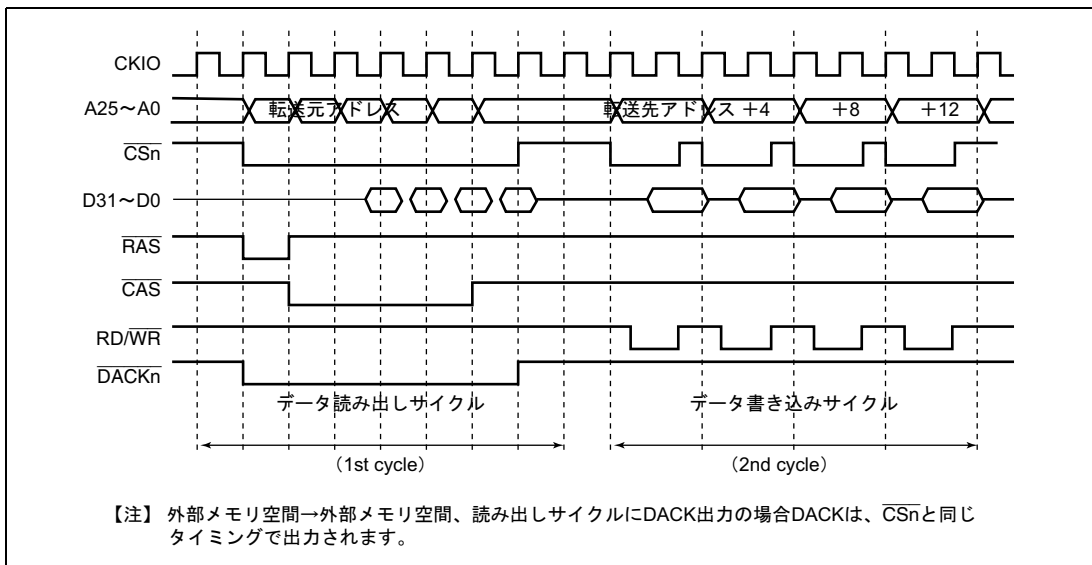 CKIO
A25～A0 転送元アドレス 転送先アドレス +4 +8 +12
CSn
D31～D0
RAS
CAS
RD/WR
DACKn
データ読み出しサイクル データ書き込みサイクル
（1st cycle） （2nd cycle）
【注】 外部メモリ空間→外部メモリ空間、読み出しサイクルにDACK出力の場合DACKは、CSnと同じ
タイミングで出力されます。